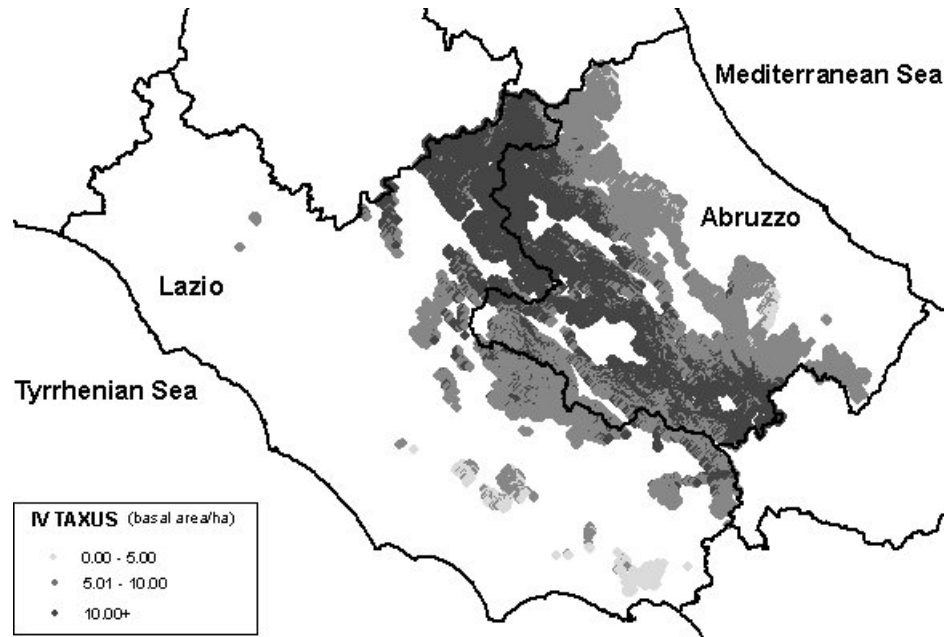 Mediterranean Sea
Abruzzo
Lazio
Tyrrhenian Sea
IV TAXUS (basal area/ha)
0.00 - 5.00
5.01 - 10.00
10.00+